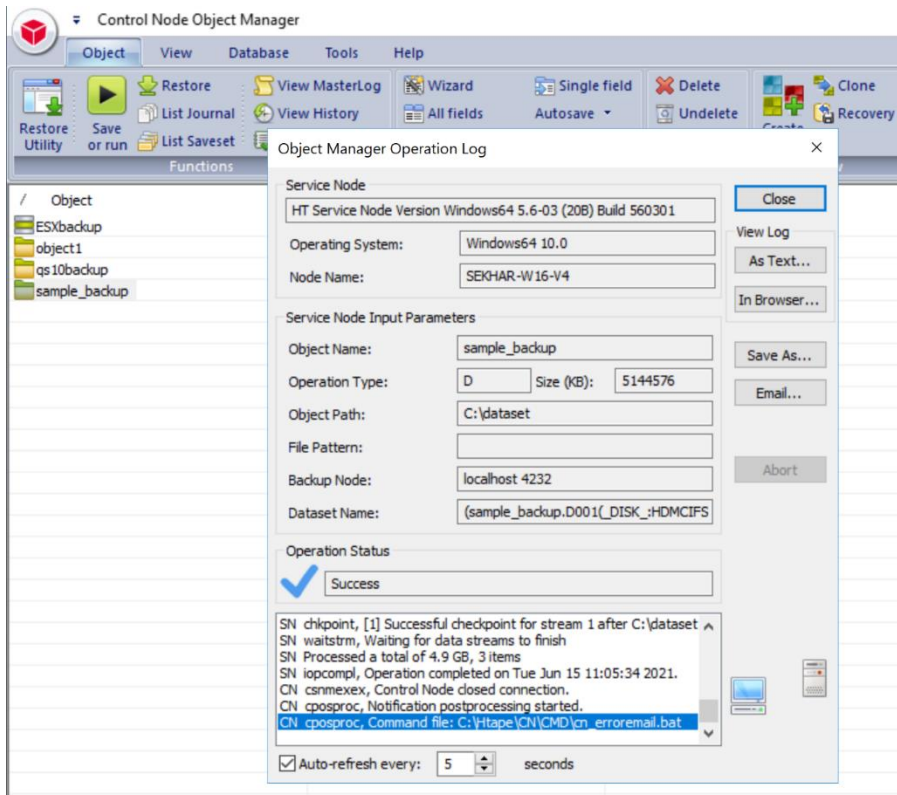 Control Node Object Manager
Object View Database Tools Help
Restore View MasterLog Wizard Single field Delete Clone
List Journal View History All fields Autosave Undelete Recovery
Restore Utility Save or run List Saveset
Functions
/ Object
ESXbackup
object1
qs10backup
sample_backup
Object Manager Operation Log
Service Node
HT Service Node Version Windows64 5.6-03 (20B) Build 560301
Operating System: Windows64 10.0
Node Name: SEKHAR-W16-V4
Service Node Input Parameters
Object Name: sample_backup
Operation Type: D Size (KB): 5144576
Object Path: C:\dataset
File Pattern:
Backup Node: localhost 4232
Dataset Name: (sample_backup.D001(_DISK_:HDMCIFS
Operation Status
Success
SN chkpoint, [1] Successful checkpoint for stream 1 after C:\dataset
SN waitstrm, Waiting for data streams to finish
SN Processed a total of 4.9 GB, 3 items
SN iopcompl, Operation completed on Tue Jun 15 11:05:34 2021.
CN csnmexex, Control Node closed connection.
CN cposproc, Notification postprocessing started.
CN cposproc, Command file: C:\Htape\CN\CMD\cn_erroremail.bat
Auto-refresh every: 5 seconds
Close
View Log
As Text...
In Browser...
Save As...
Email...
Abort